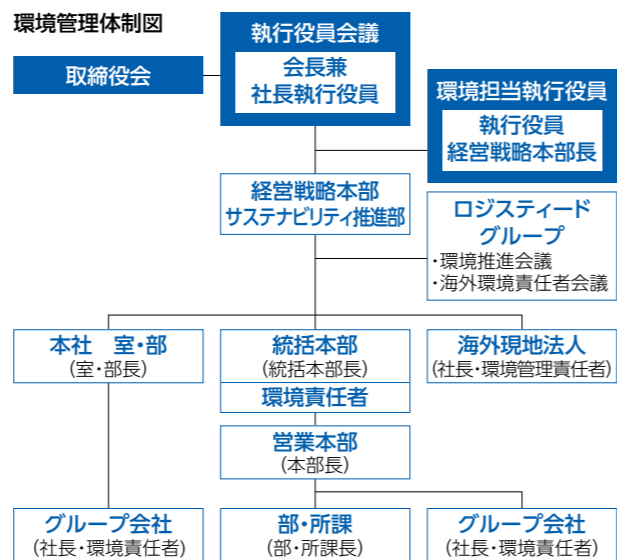 環境管理体制図
執行役員会議
会長兼
社長執行役員
取締役会
環境担当執行役員
執行役員
経営戦略本部長
経営戦略本部
サステナビリティ推進部
ロジスティード
グループ
・環境推進会議
・海外環境責任者会議
本社　室・部
(室・部長)
統括本部
(統括本部長)
環境責任者
海外現地法人
(社長・環境管理責任者)
営業本部
(本部長)
グループ会社
(社長・環境責任者)
部・所課
(部・所課長)
グループ会社
(社長・環境責任者)